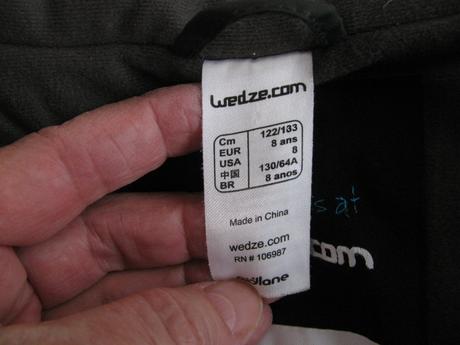 wedze.com
Cm 122/133
EUR 8 ans
USA 8
中国 130/64A
BR 8 anos
Made in China
wedze.com
RN # 106987
.com